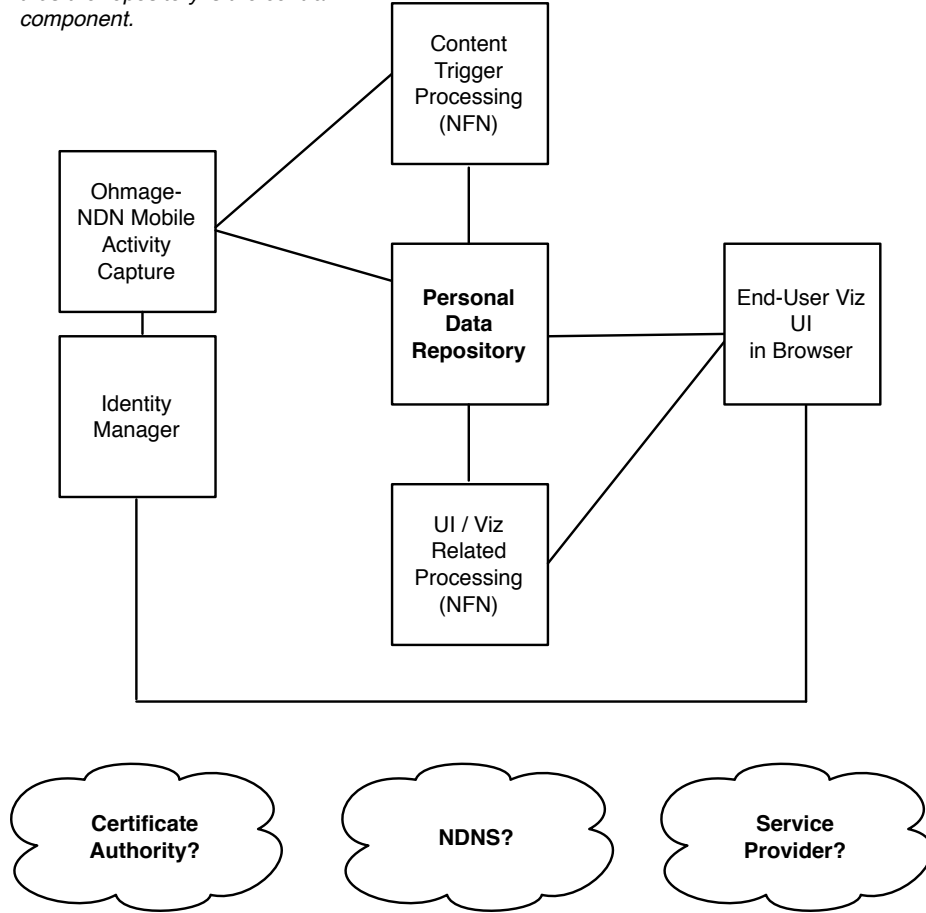 component.
Content
Trigger
Processing
(NFN)
Ohmage-
NDN Mobile
Activity
Capture
Personal
Data
Repository
End-User Viz
UI
in Browser
Identity
Manager
UI / Viz
Related
Processing
(NFN)
Certificate
Authority?
NDNS?
Service
Provider?